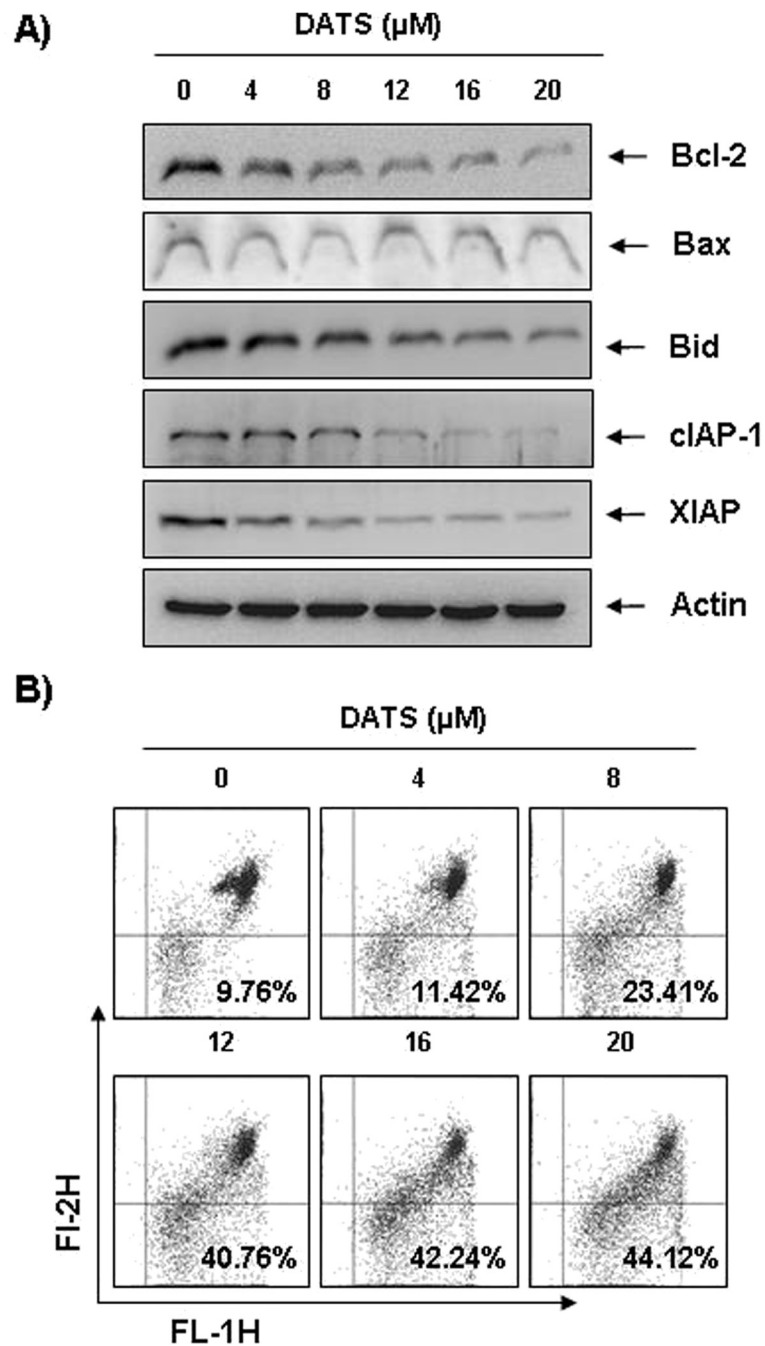 A)
DATS (µM)
0 4 8 12 16 20
Bcl-2
Bax
Bid
cIAP-1
XIAP
Actin
B)
DATS (µM)
0 4 8
9.76% 11.42% 23.41%
12 16 20
40.76% 42.24% 44.12%
Fl-2H
FL-1H